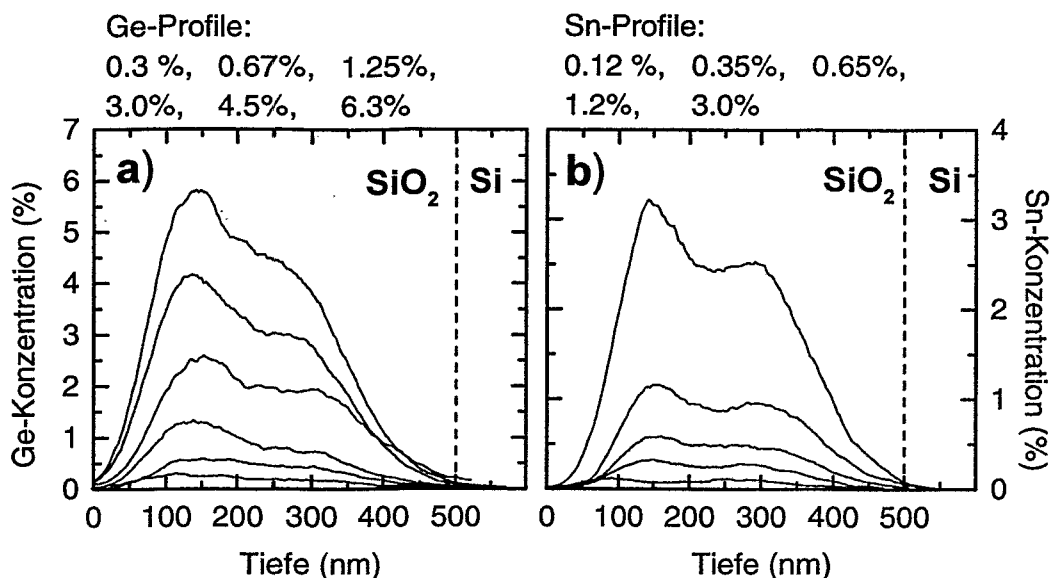 Ge-Profile:
0.3 %, 0.67%, 1.25%,
3.0%, 4.5% 6.3%
Sn-Profile:
0.12 %, 0.35%, 0.65%,
1.2%, 3.0%
a)
SiO2
Si
7
6
5
4
3
2
1
0
Ge-Konzentration (%)
0 100 200 300 400 500
Tiefe (nm)
b)
SiO2
Si
4
3
2
1
0
Sn-Konzentration (%)
0 100 200 300 400 500
Tiefe (nm)